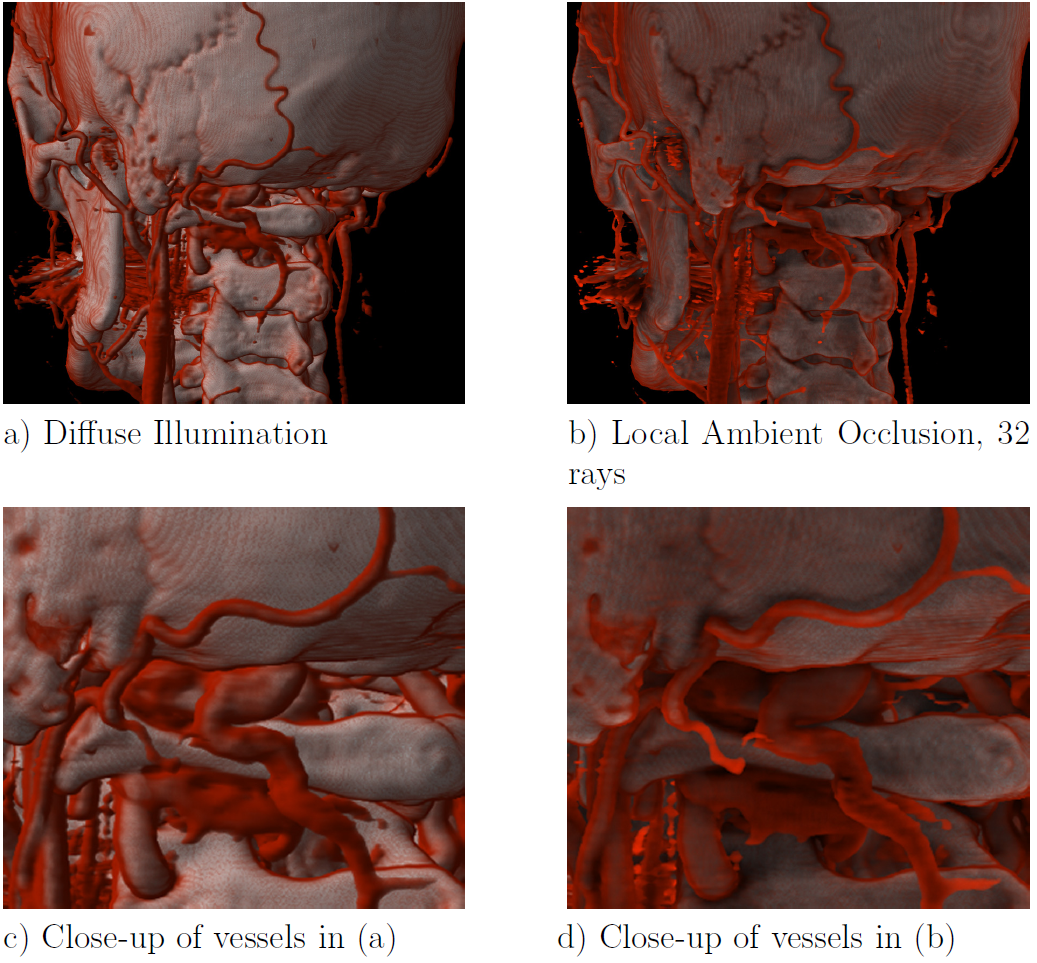 a) Diffuse Illumination
b) Local Ambient Occlusion, 32
rays
c) Close-up of vessels in (a)
d) Close-up of vessels in (b)